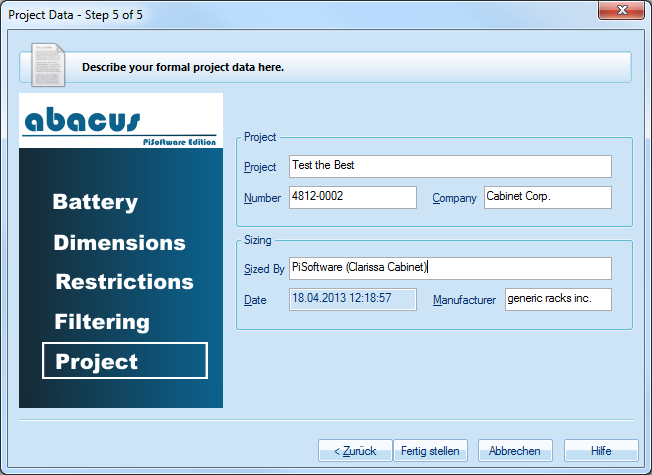 Project Data - Step 5 of 5
Describe your formal project data here.
abacus
PiSoftware Edition
Battery
Dimensions
Restrictions
Filtering
Project
Project
Project Test the Best
Number 4812-0002 Company Cabinet Corp.
Sizing
Sized By PiSoftware (Clarissa Cabinet)
Date 18.04.2013 12:18:57 Manufacturer generic racks inc.
< Zurück Fertig stellen Abbrechen Hilfe